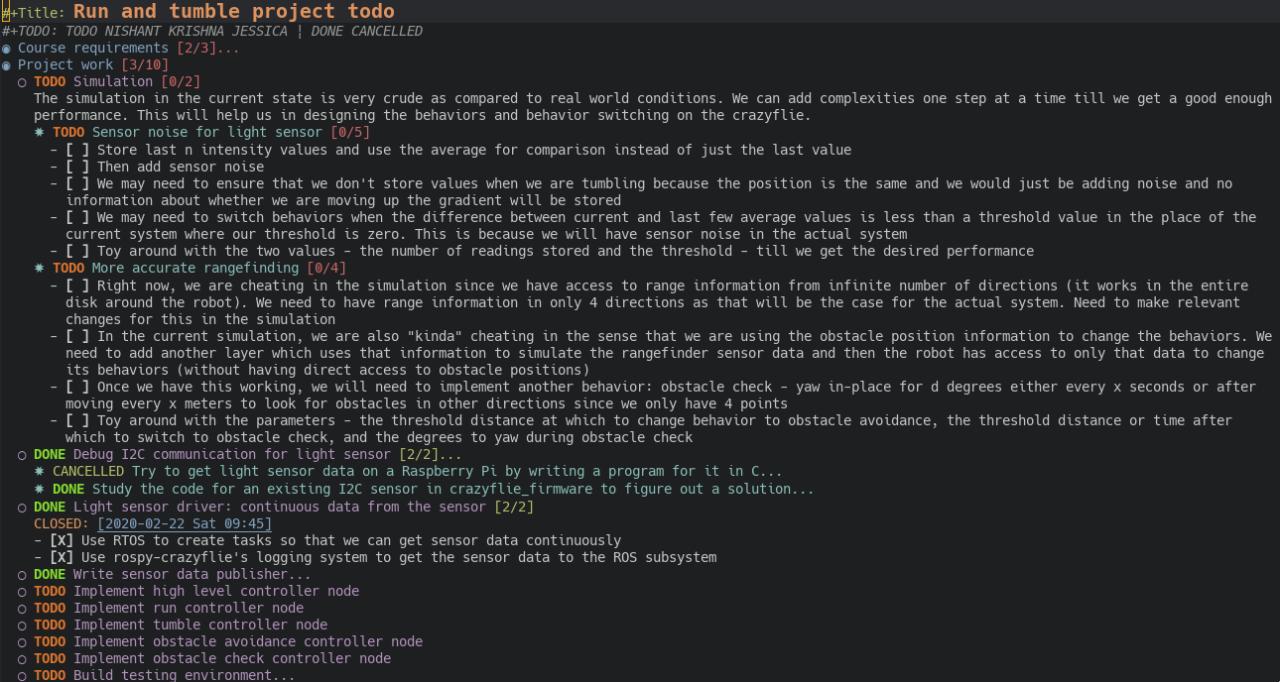 #+Title: Run and tumble project todo
#+TODO: TODO NISHANT KRISHNA JESSICA | DONE CANCELLED
◉ Course requirements [2/3]...
◉ Project work [3/10]
○ TODO Simulation [0/2]
The simulation in the current state is very crude as compared to real world conditions. We can add complexities one step at a time till we get a good enough
performance. This will help us in designing the behaviors and behavior switching on the crazyflie.
✸ TODO Sensor noise for light sensor [0/5]
- [ ] Store last n intensity values and use the average for comparison instead of just the last value
- [ ] Then add sensor noise
- [ ] We may need to ensure that we don't store values when we are tumbling because the position is the same and we would just be adding noise and no
information about whether we are moving up the gradient will be stored
- [ ] We may need to switch behaviors when the difference between current and last few average values is less than a threshold value in the place of the
current system where our threshold is zero. This is because we will have sensor noise in the actual system
- [ ] Toy around with the two values - the number of readings stored and the threshold - till we get the desired performance
✸ TODO More accurate rangefinding [0/4]
- [ ] Right now, we are cheating in the simulation since we have access to range information from infinite number of directions (it works in the entire
disk around the robot). We need to have range information in only 4 directions as that will be the case for the actual system. Need to make relevant
changes for this in the simulation
- [ ] In the current simulation, we are also "kinda" cheating in the sense that we are using the obstacle position information to change the behaviors. We
need to add another layer which uses that information to simulate the rangefinder sensor data and then the robot has access to only that data to change
its behaviors (without having direct access to obstacle positions)
- [ ] Once we have this working, we will need to implement another behavior: obstacle check - yaw in-place for d degrees either every x seconds or after
moving every x meters to look for obstacles in other directions since we only have 4 points
- [ ] Toy around with the parameters - the threshold distance at which to change behavior to obstacle avoidance, the threshold distance or time after
which to switch to obstacle check, and the degrees to yaw during obstacle check
○ DONE Debug I2C communication for light sensor [2/2]...
✸ CANCELLED Try to get light sensor data on a Raspberry Pi by writing a program for it in C...
✸ DONE Study the code for an existing I2C sensor in crazyflie_firmware to figure out a solution...
○ DONE Light sensor driver: continuous data from the sensor [2/2]
CLOSED: [2020-02-22 Sat 09:45]
- [X] Use RTOS to create tasks so that we can get sensor data continuously
- [X] Use rospy-crazyflie's logging system to get the sensor data to the ROS subsystem
○ DONE Write sensor data publisher...
○ TODO Implement high level controller node
○ TODO Implement run controller node
○ TODO Implement tumble controller node
○ TODO Implement obstacle avoidance controller node
○ TODO Implement obstacle check controller node
○ TODO Build testing environment...